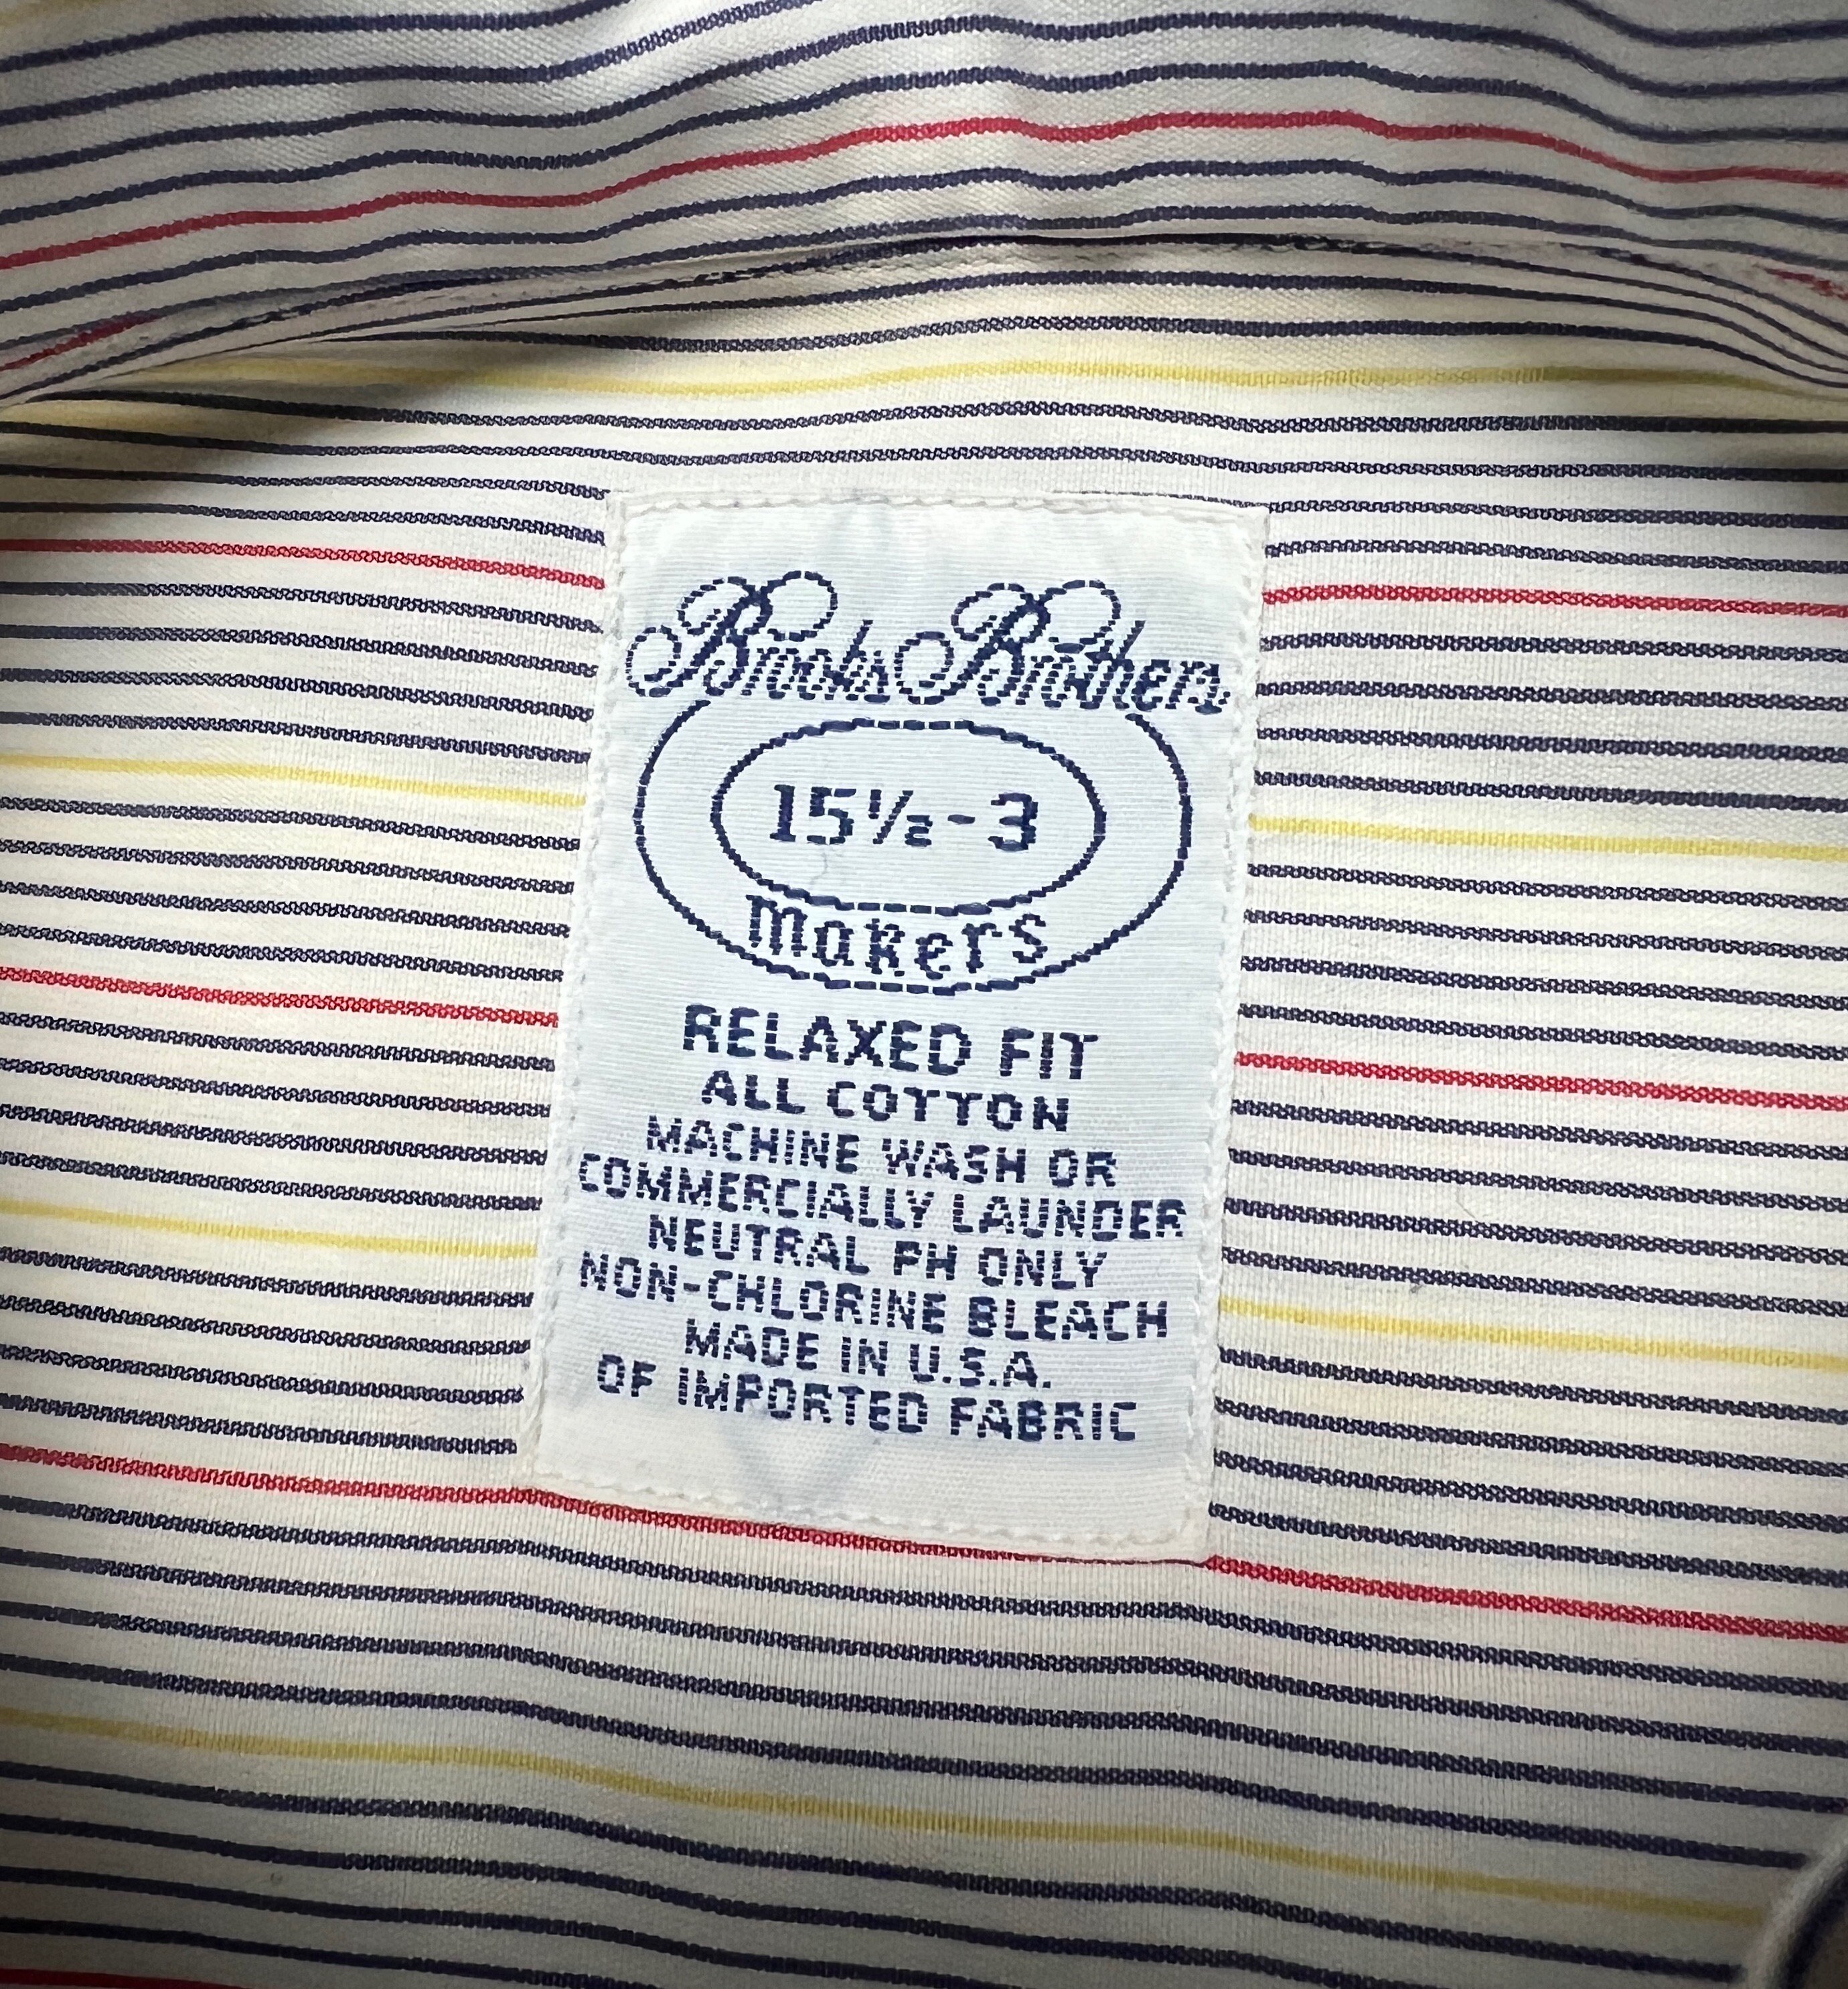 Brooks Brothers
15½-3
Makers
RELAXED FIT
ALL COTTON
MACHINE WASH OR
COMMERCIALLY LAUNDER
NEUTRAL PH ONLY
NON-CHLORINE BLEACH
MADE IN U.S.A.
OF IMPORTED FABRIC